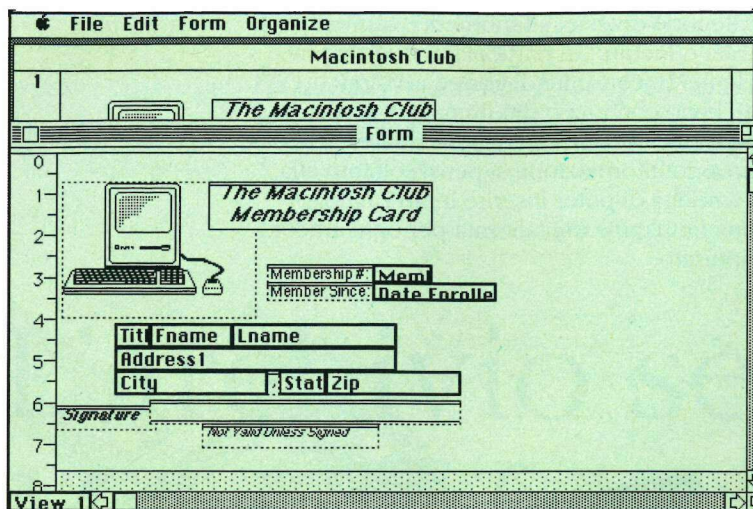 File Edit Form Organize
Macintosh Club
1
The Macintosh Club
Form
0
1
The Macintosh Club
Membership Card
2
3
Membership #: Mem
Member Since: Date Enrolle
4
Titl Fname Lname
5
Address1
City , Stat Zip
6
Signature
Not Valid Unless Signed
7
8
View 1